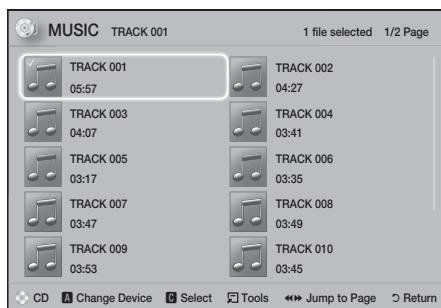 MUSIC TRACK 001 1 file selected 1/2 Page
TRACK 001
05:57
TRACK 002
04:27
TRACK 003
04:07
TRACK 004
03:41
TRACK 005
03:17
TRACK 006
03:35
TRACK 007
03:47
TRACK 008
03:49
TRACK 009
03:53
TRACK 010
03:45
CD A Change Device C Select Tools Jump to Page Return